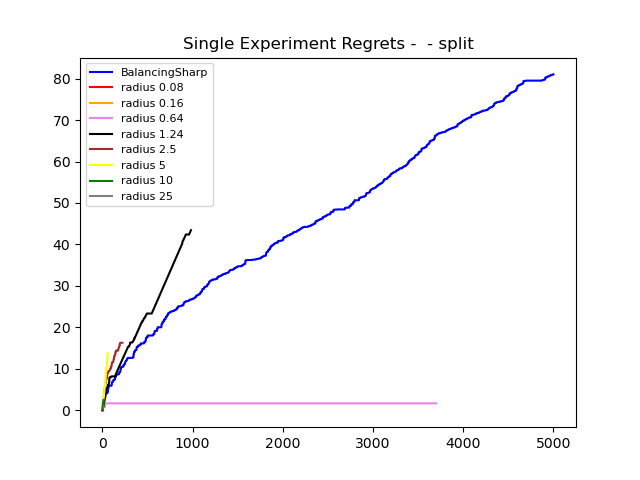 Single Experiment Regrets -  - split
BalancingSharp
radius 0.08
radius 0.16
radius 0.64
radius 1.24
radius 2.5
radius 5
radius 10
radius 25
80
70
60
50
40
30
20
10
0
0 1000 2000 3000 4000 5000